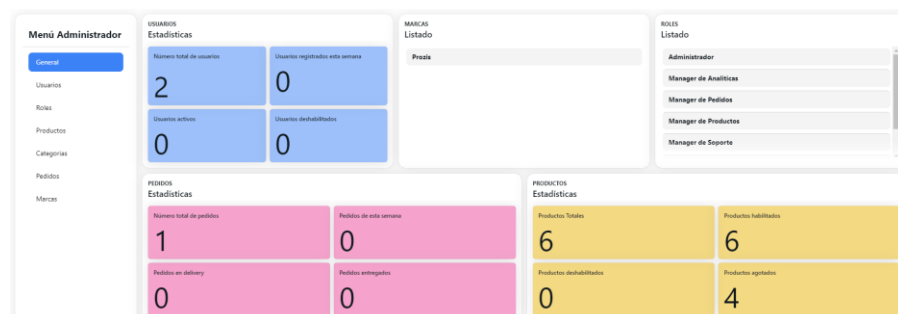 Menú Administrador
General
Usuarios
Roles
Productos
Categorias
Pedidos
Marcas
USUARIOS
Estadísticas
Número total de usuarios
2
Usuarios registrados esta semana
0
Usuarios activos
0
Usuarios deshabilitados
0
MARCAS
Listado
Prozis
ROLES
Listado
Administrador
Manager de Analíticas
Manager de Pedidos
Manager de Productos
Manager de Soporte
PEDIDOS
Estadísticas
Número total de pedidos
1
Pedidos de esta semana
0
Pedidos en delivery
0
Pedidos entregados
0
PRODUCTOS
Estadísticas
Productos Totales
6
Productos habilitados
6
Productos deshabilitados
0
Productos agotados
4